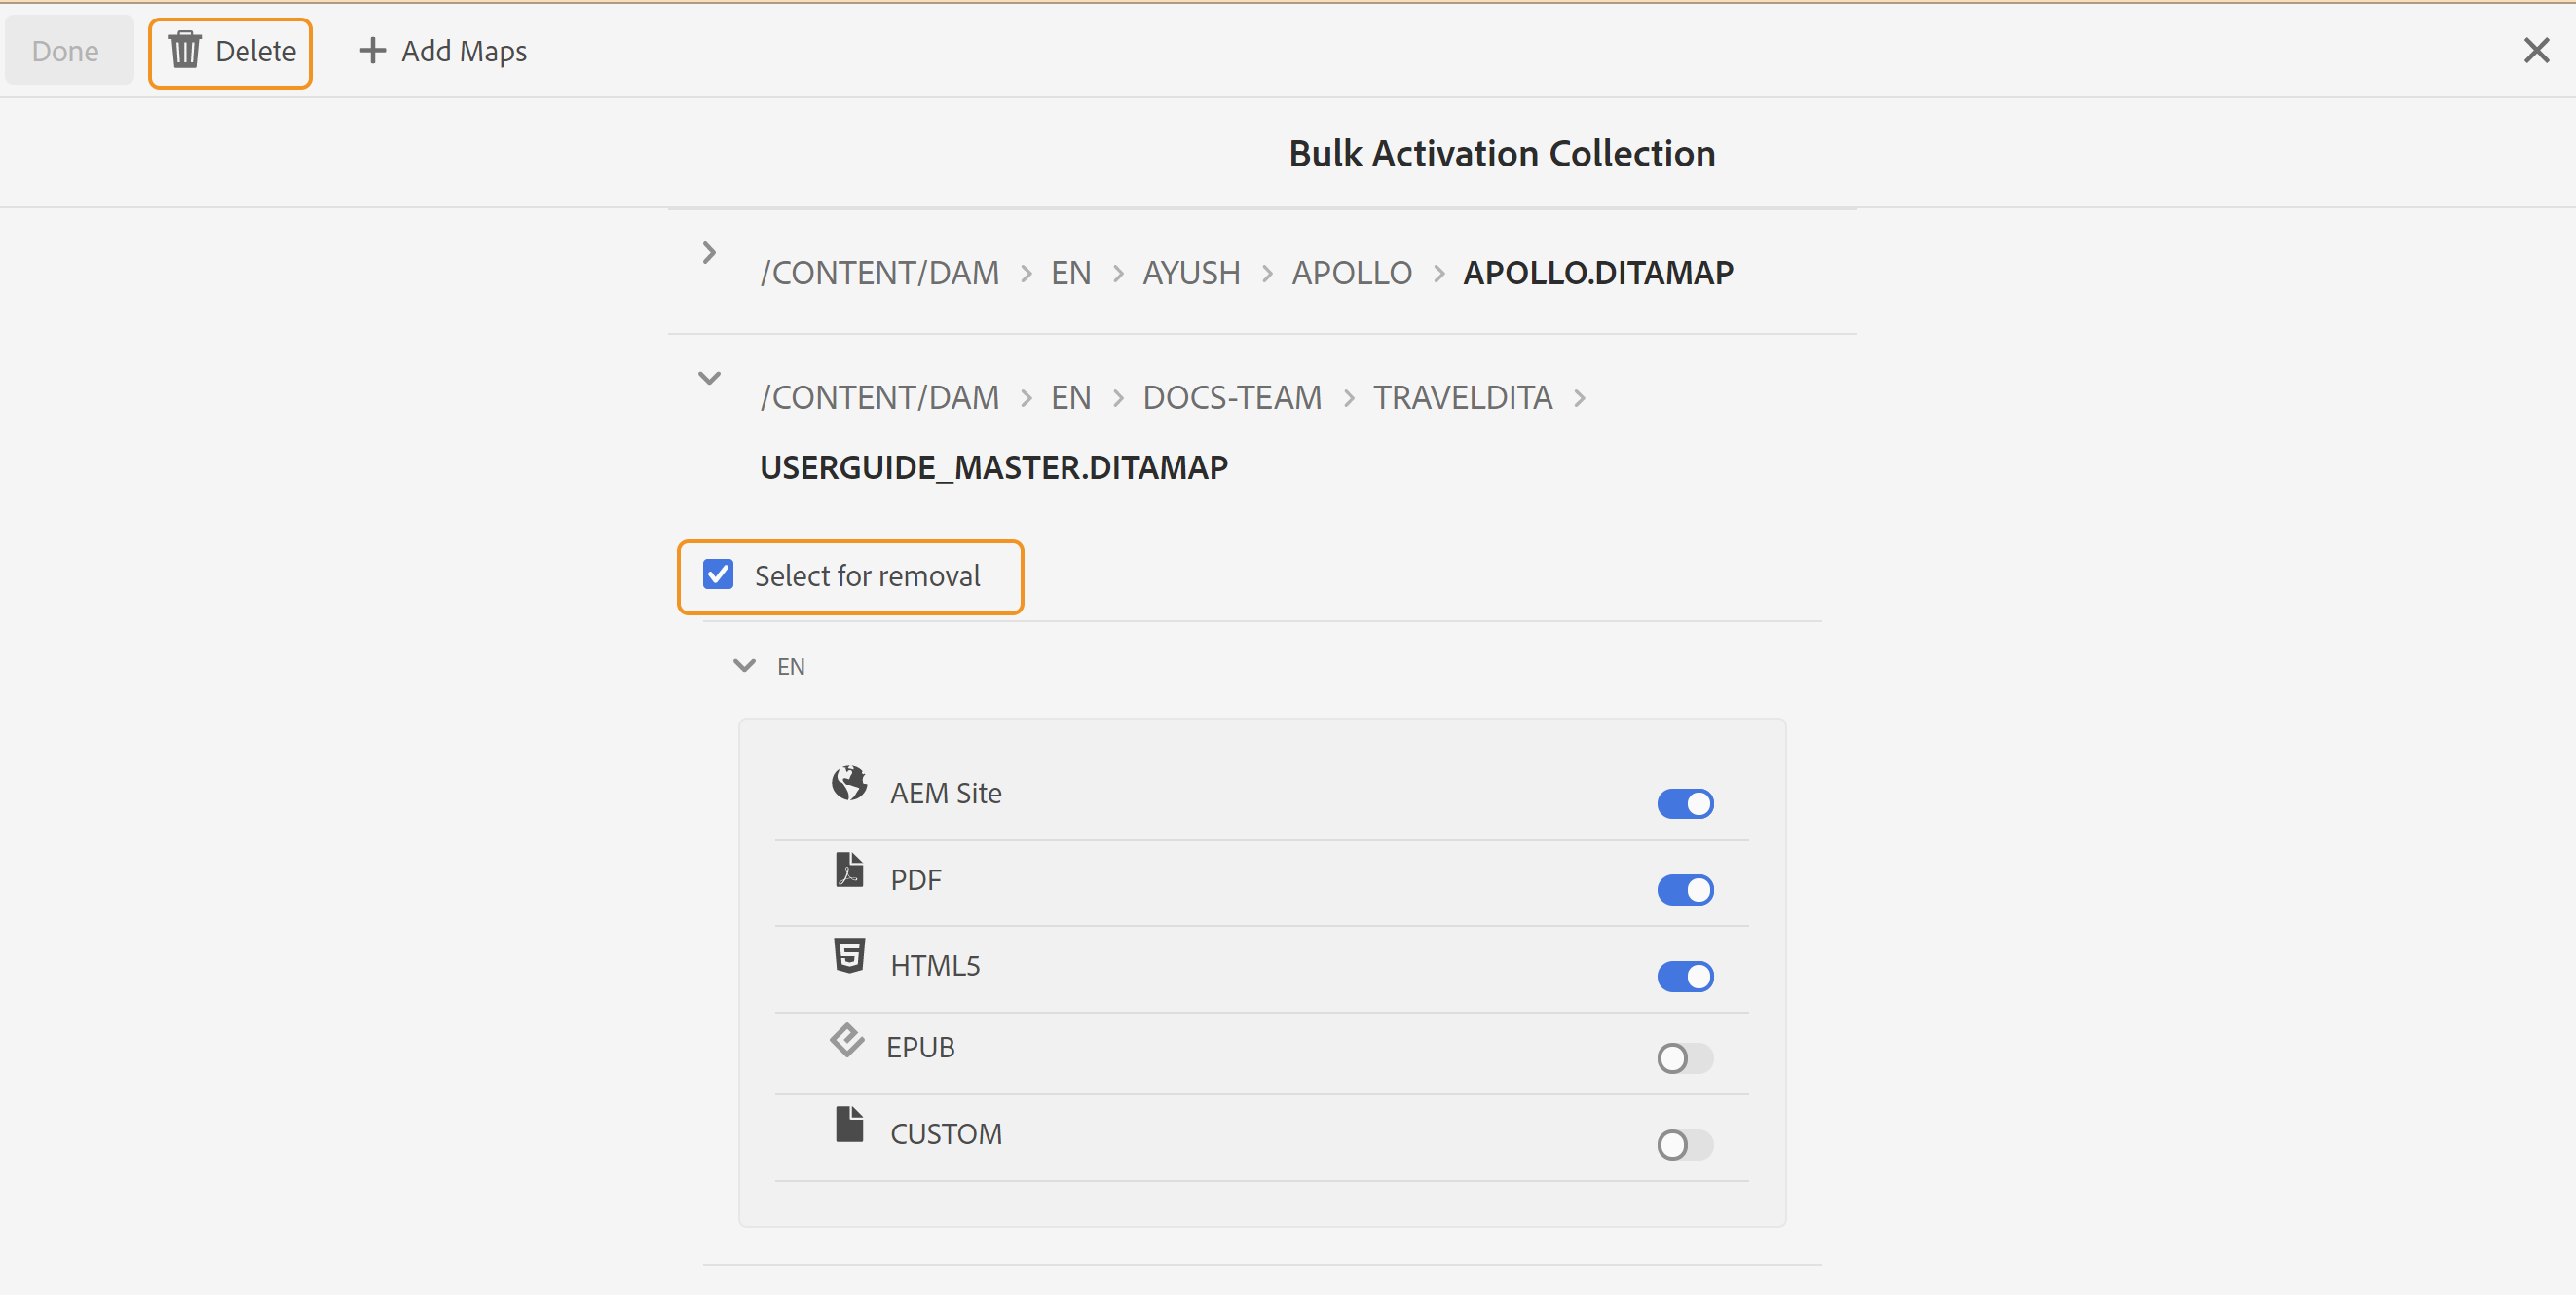 Done Delete Add Maps
Bulk Activation Collection
/CONTENT/DAM > EN > AYUSH > APOLLO > APOLLO.DITAMAP
/CONTENT/DAM > EN > DOCS-TEAM > TRAVELDITA >
USERGUIDE_MASTER.DITAMAP
Select for removal
EN
AEM Site
PDF
HTML5
EPUB
CUSTOM